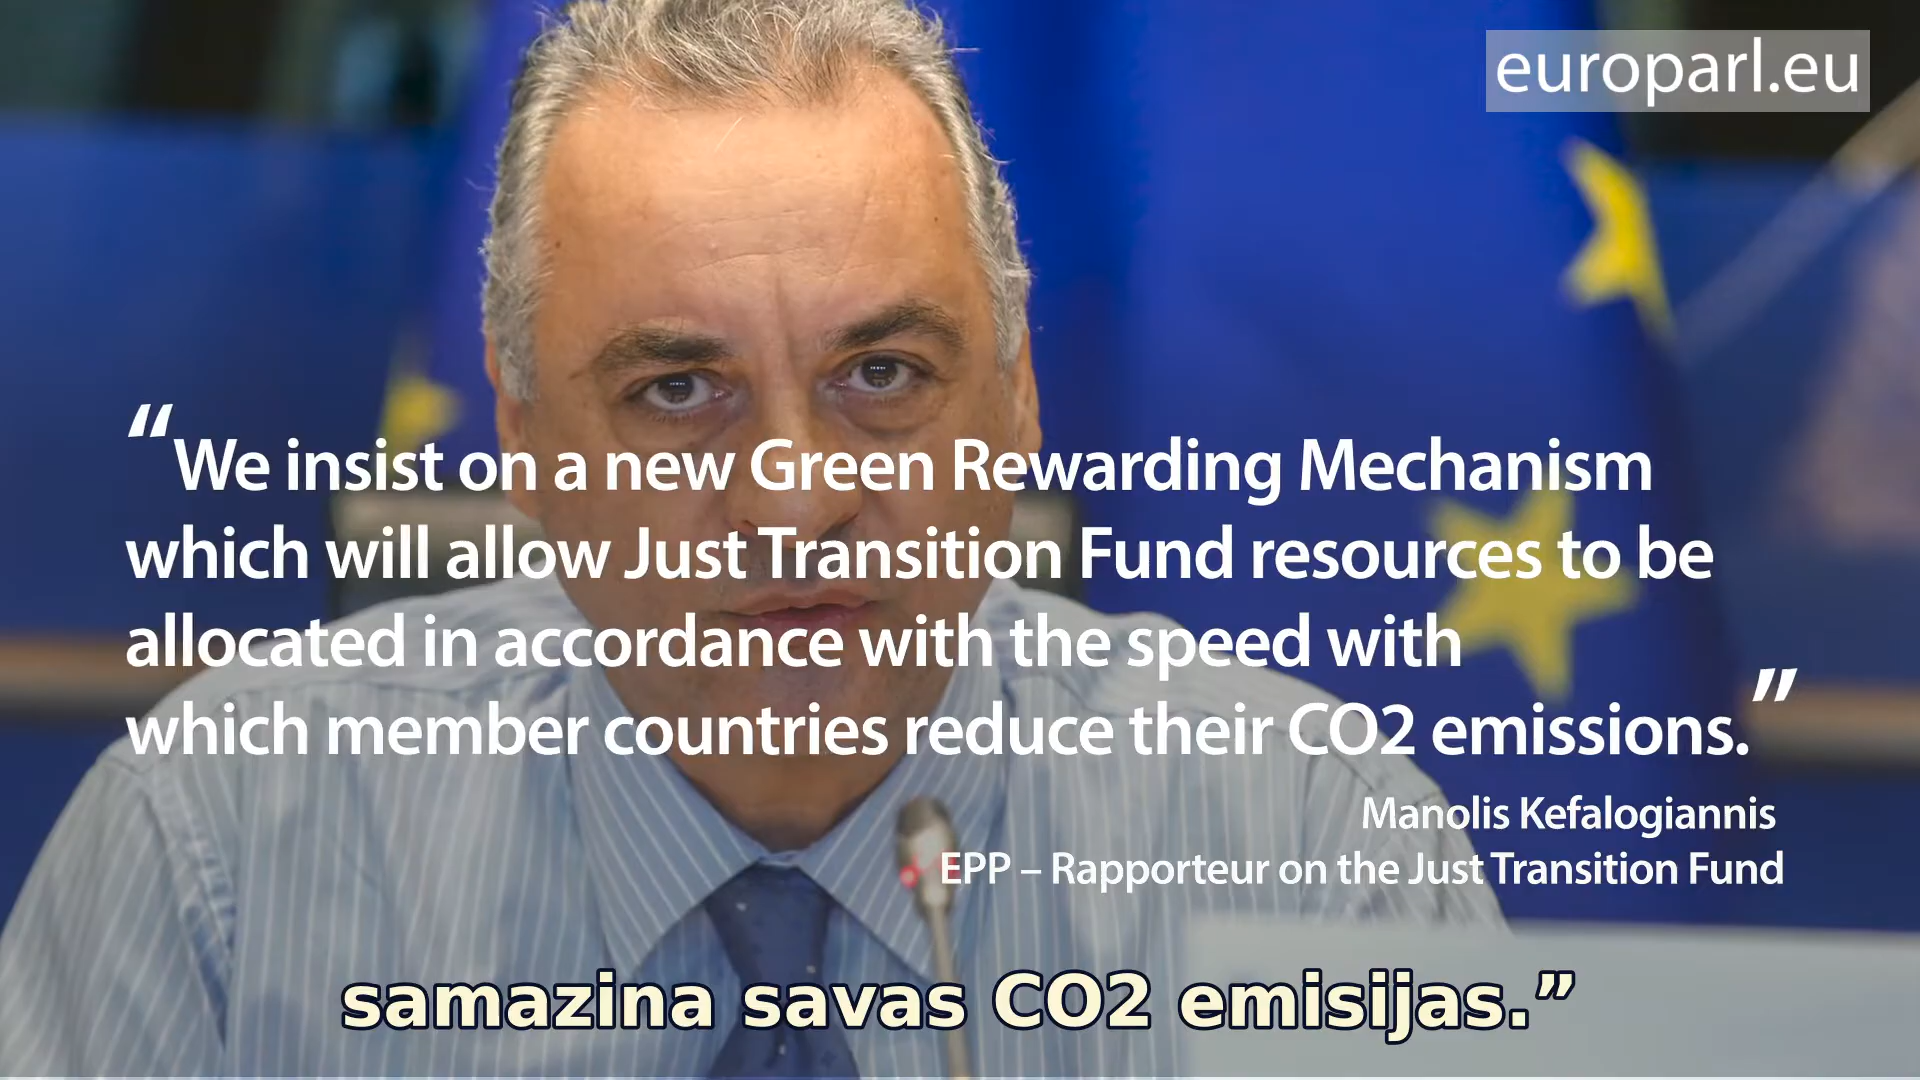 europarl.eu
“We insist on a new Green Rewarding Mechanism
which will allow Just Transition Fund resources to be
allocated in accordance with the speed with
which member countries reduce their CO2 emissions.”
Manolis Kefalogiannis
EPP – Rapporteur on the Just Transition Fund
samazina savas CO2 emisijas.”